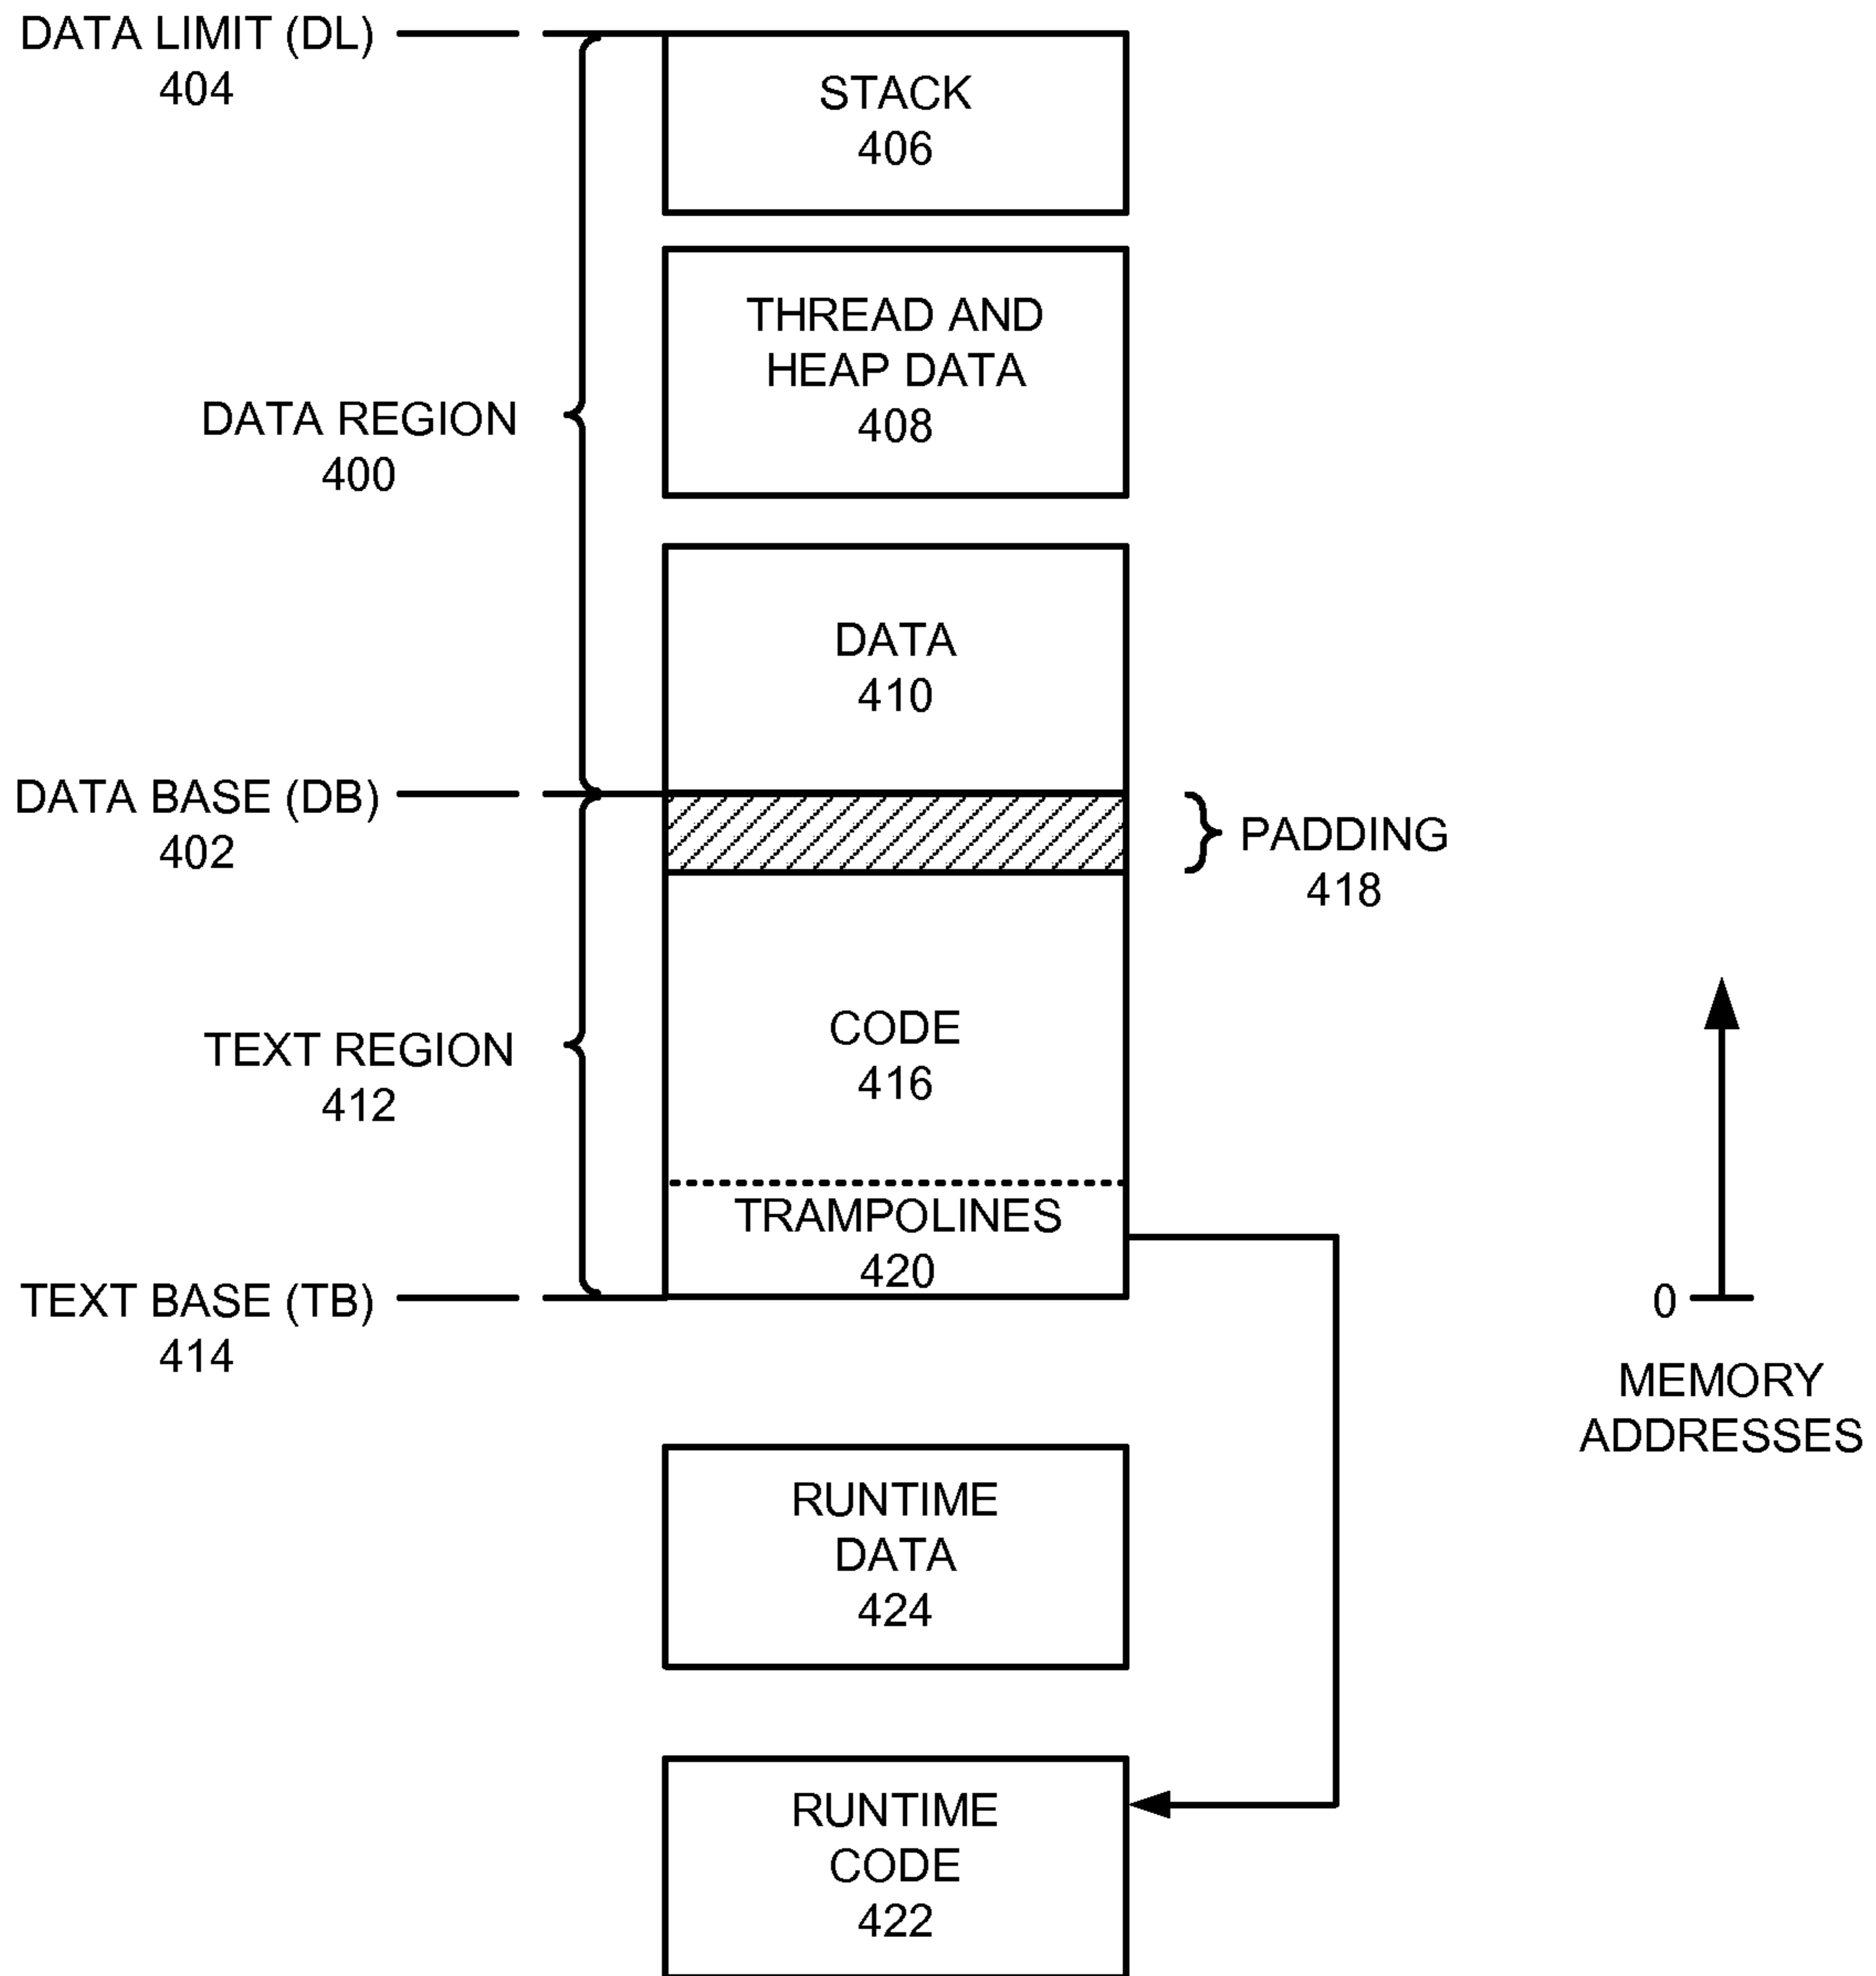 DATA LIMIT (DL)
404
STACK
406
THREAD AND
HEAP DATA
408
DATA REGION
400
DATA
410
DATA BASE (DB)
402
PADDING
418
CODE
416
TEXT REGION
412
TRAMPOLINES
420
TEXT BASE (TB)
414
0
MEMORY
ADDRESSES
RUNTIME
DATA
424
RUNTIME
CODE
422